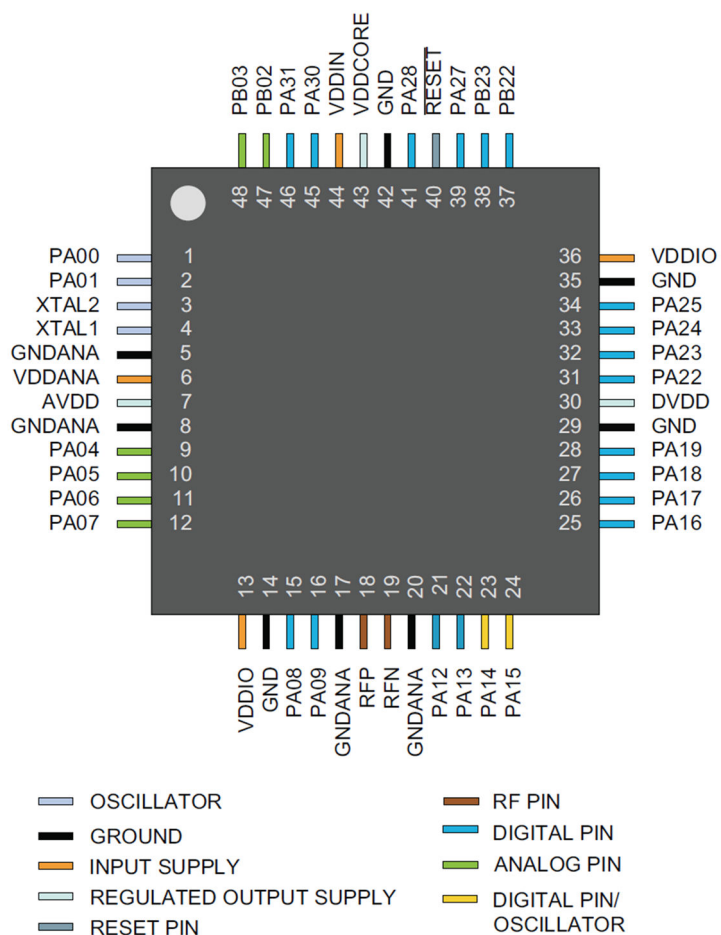 PB03 PB02 PA31 PA30 VDDIN VDDCORE GND PA28 RESET PA27 PB23 PB22
48 47 46 45 44 43 42 41 40 39 38 37
PA00 1 36 VDDIO
PA01 2 35 GND
XTAL2 3 34 PA25
XTAL1 4 33 PA24
GNDANA 5 32 PA23
VDDANA 6 31 PA22
AVDD 7 30 DVDD
GNDANA 8 29 GND
PA04 9 28 PA19
PA05 10 27 PA18
PA06 11 26 PA17
PA07 12 25 PA16
13 14 15 16 17 18 19 20 21 22 23 24
VDDIO GND PA08 PA09 GNDANA RFP RFN GNDANA PA12 PA13 PA14 PA15
OSCILLATOR
GROUND
INPUT SUPPLY
REGULATED OUTPUT SUPPLY
RESET PIN
RF PIN
DIGITAL PIN
ANALOG PIN
DIGITAL PIN/
OSCILLATOR